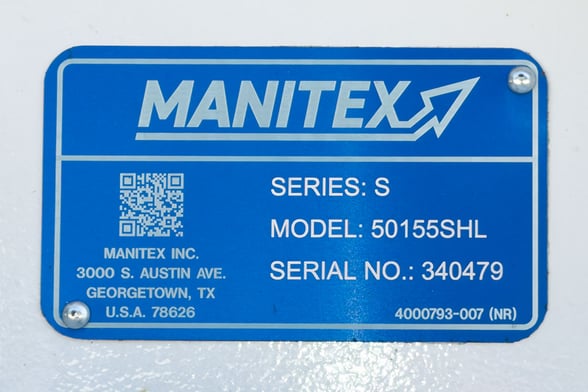 MANITEX
SERIES: S
MODEL: 50155SHL
SERIAL NO.: 340479
MANITEX INC.
3000 S. AUSTIN AVE.
GEORGETOWN, TX
U.S.A. 78626
4000793-007 (NR)